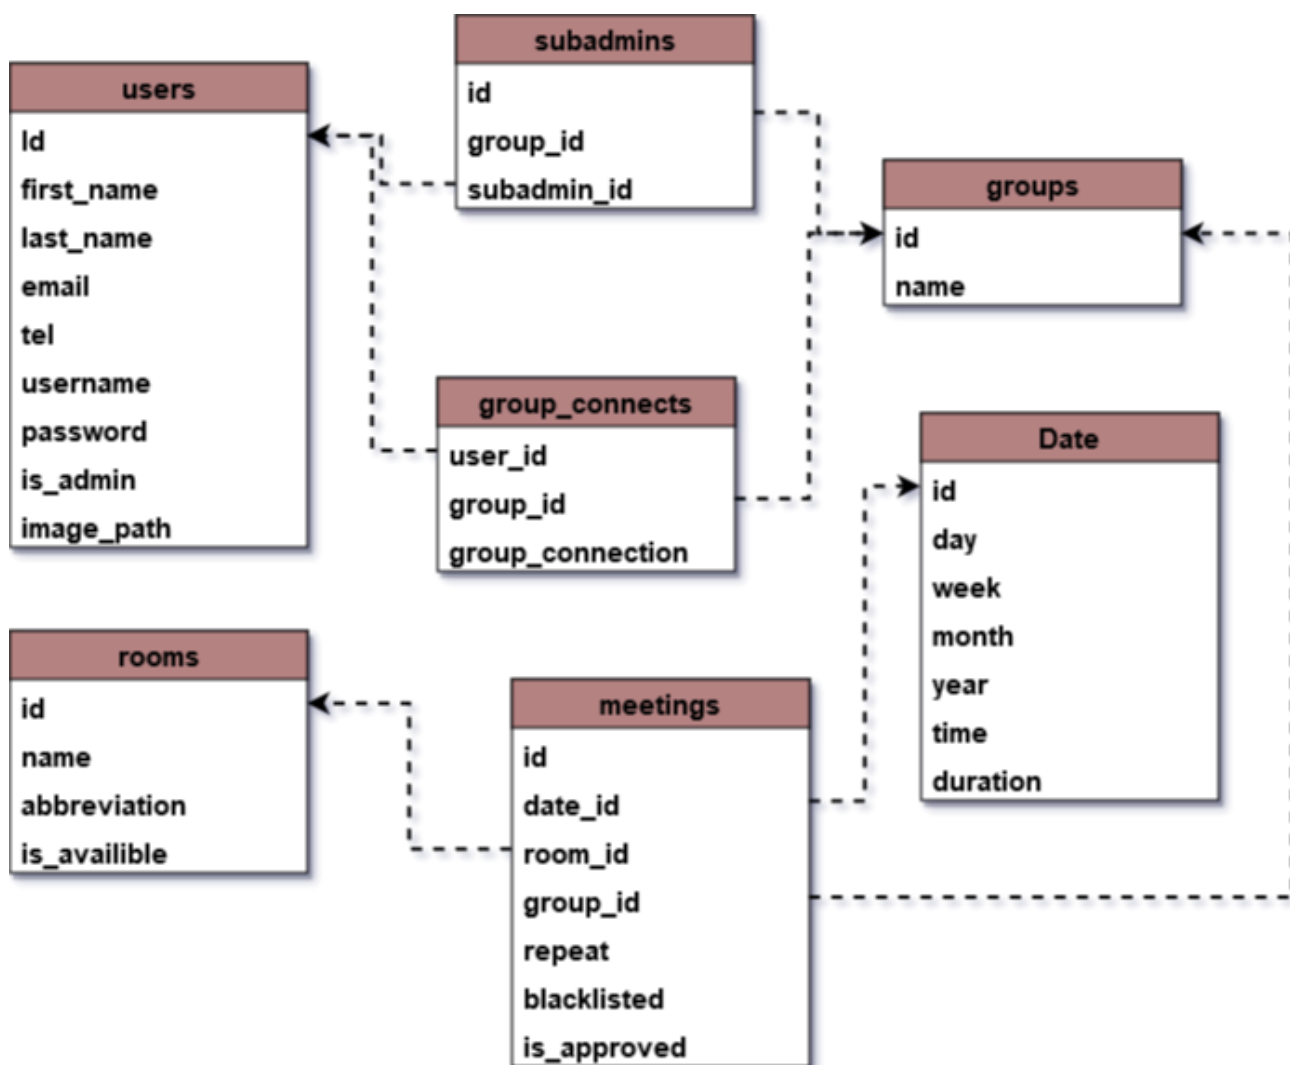 users
Id
first_name
last_name
email
tel
username
password
is_admin
image_path
subadmins
id
group_id
subadmin_id
groups
id
name
group_connects
user_id
group_id
group_connection
Date
id
day
week
month
year
time
duration
rooms
id
name
abbreviation
is_availible
meetings
id
date_id
room_id
group_id
repeat
blacklisted
is_approved